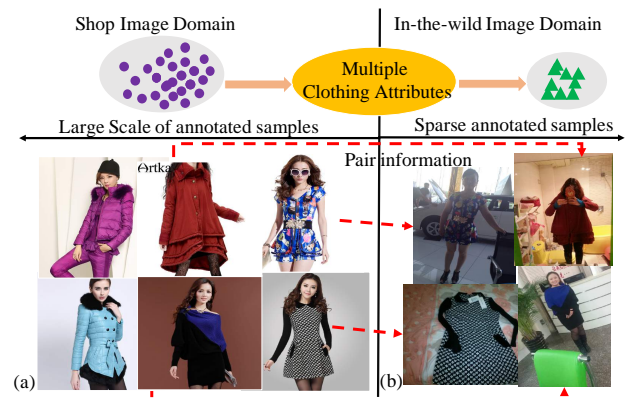 Shop Image Domain
In-the-wild Image Domain
Multiple
Clothing Attributes
Large Scale of annotated samples
Sparse annotated samples
Pair information
Artka
(a)
(b)